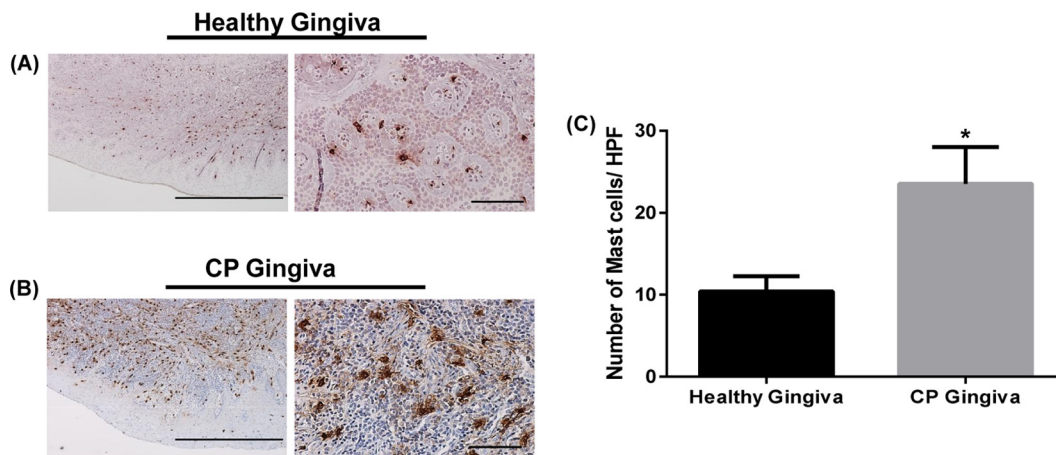 Healthy Gingiva
(A)
CP Gingiva
(B)
(C)
Number of Mast cells/ HPF
30
20
10
0
*
Healthy Gingiva
CP Gingiva